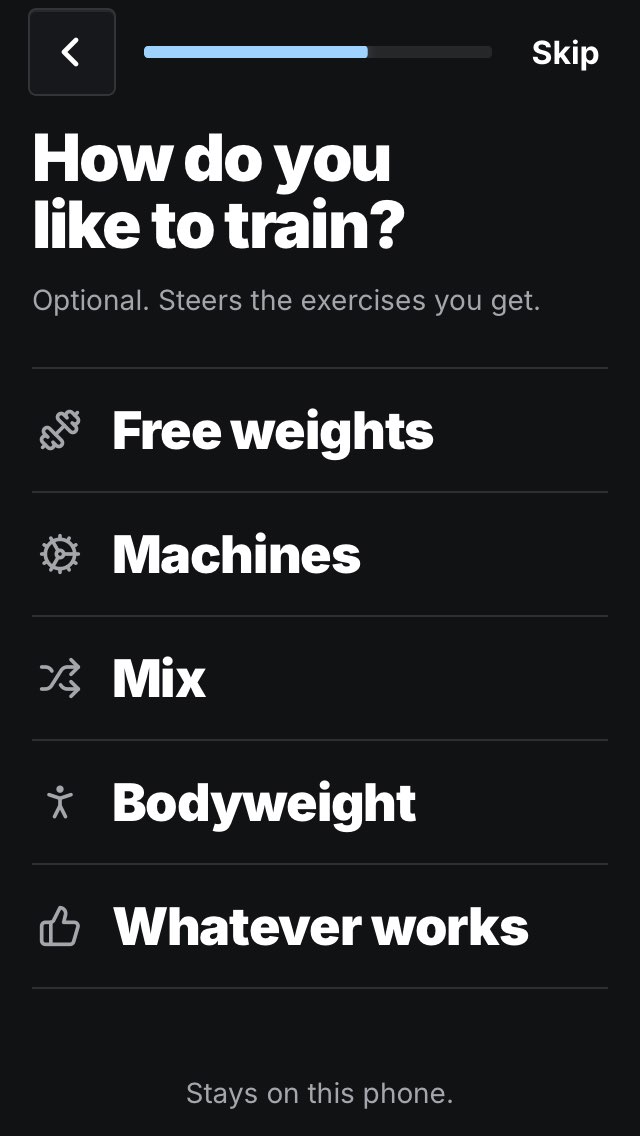 Skip
How do you
like to train?
Optional. Steers the exercises you get.
Free weights
Machines
Mix
Bodyweight
Whatever works
Stays on this phone.